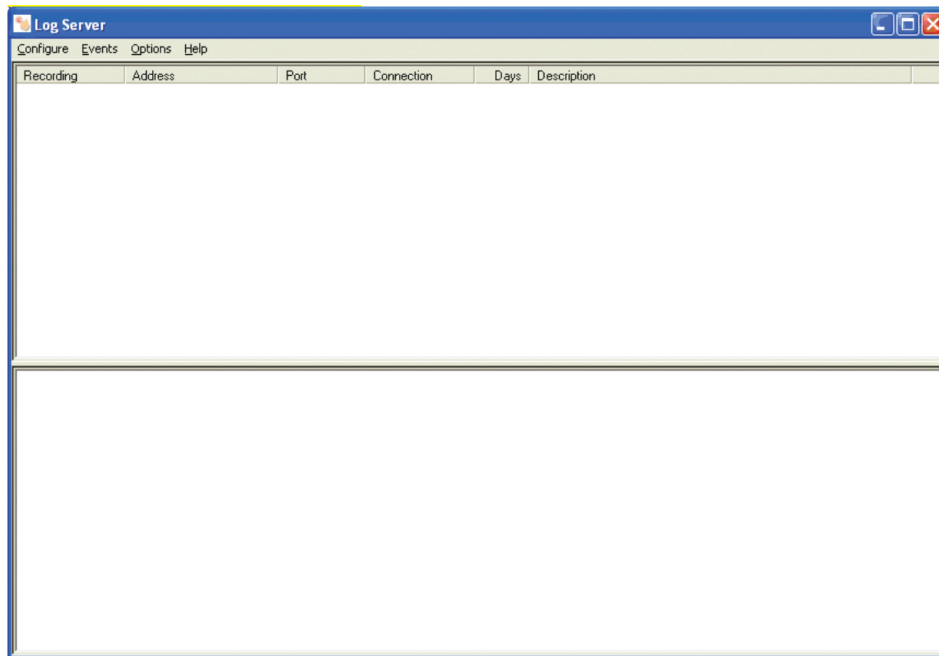 Log Server
Configure Events Options Help
Recording Address Port Connection Days Description